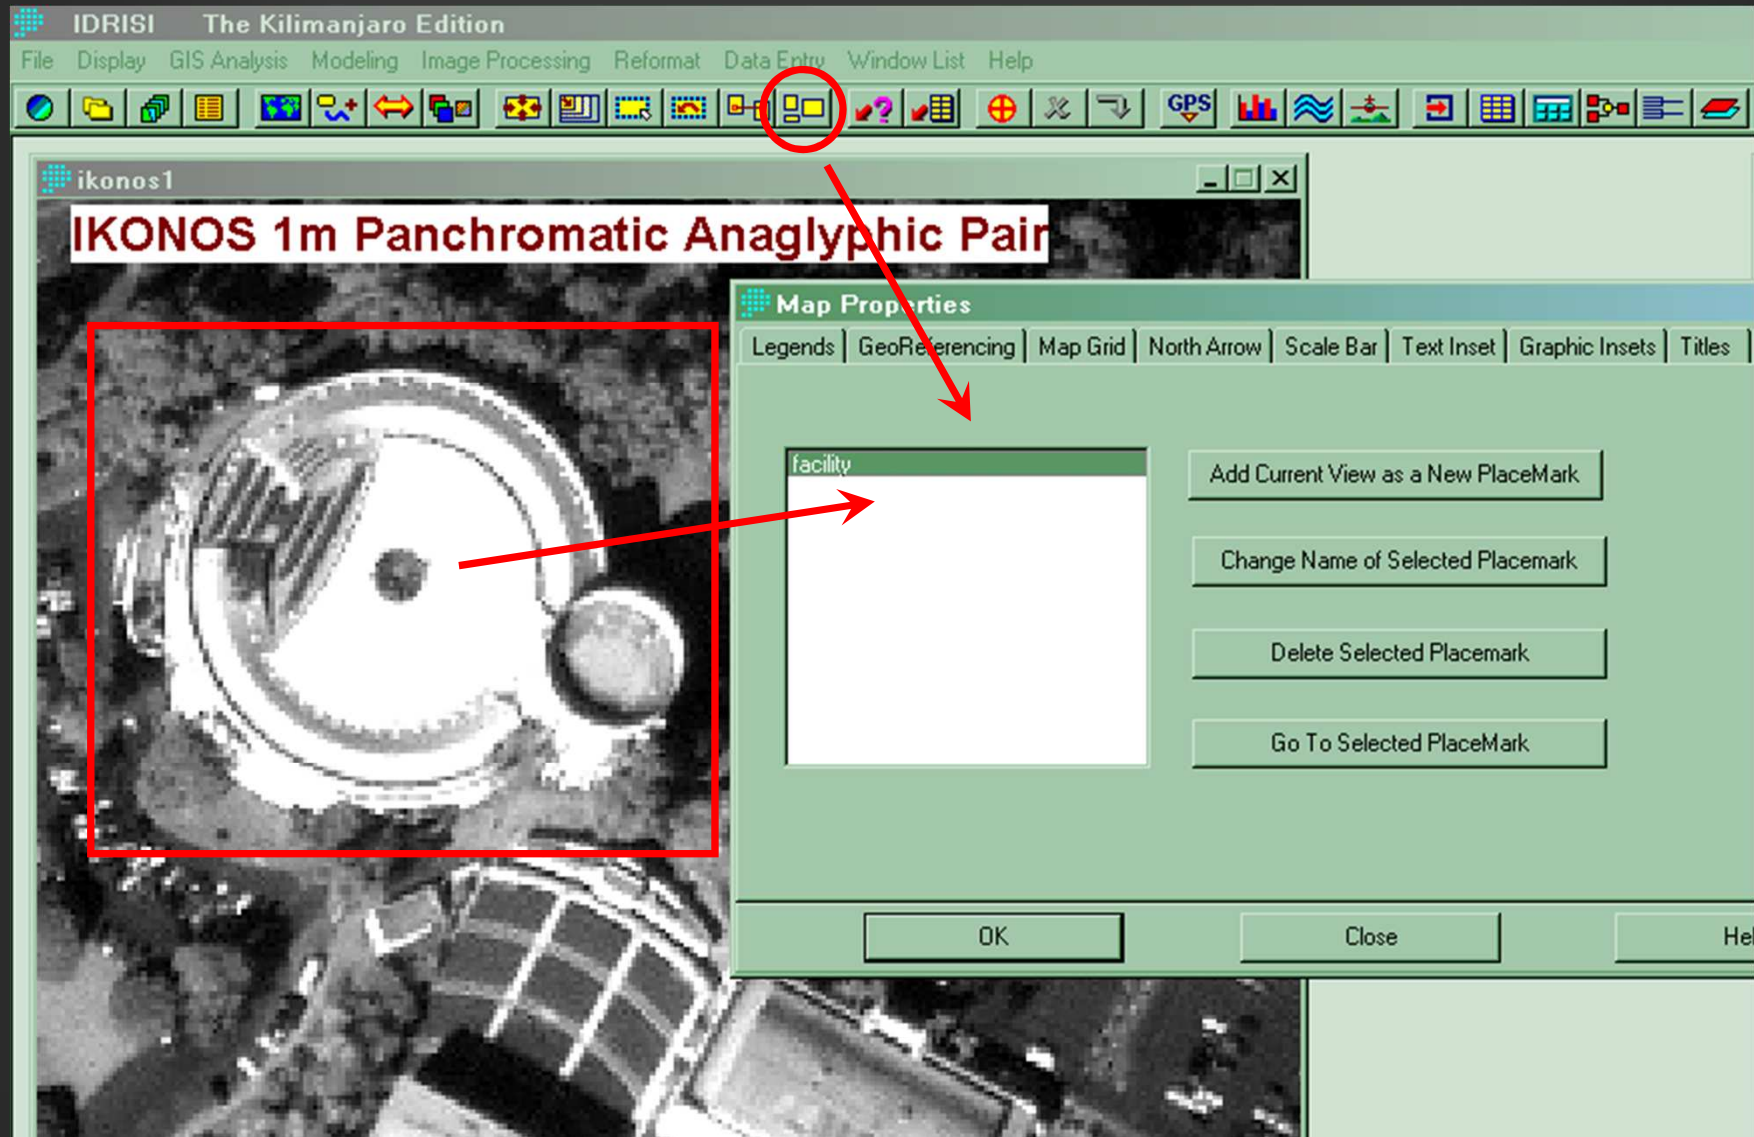 IDRISI The Kilimanjaro Edition
File Display GIS Analysis Modeling Image Processing Reformat Data Entry Window List Help
GPS
ikonos1
IKONOS 1m Panchromatic Anaglyphic Pair
Map Properties
Legends GeoReferencing Map Grid North Arrow Scale Bar Text Inset Graphic Insets Titles
facility
Add Current View as a New PlaceMark
Change Name of Selected Placemark
Delete Selected Placemark
Go To Selected PlaceMark
OK Close